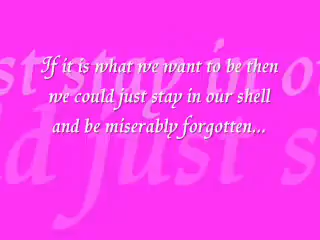 If it is what we want to be then
we could just stay in our shell
and be miserably forgotten...